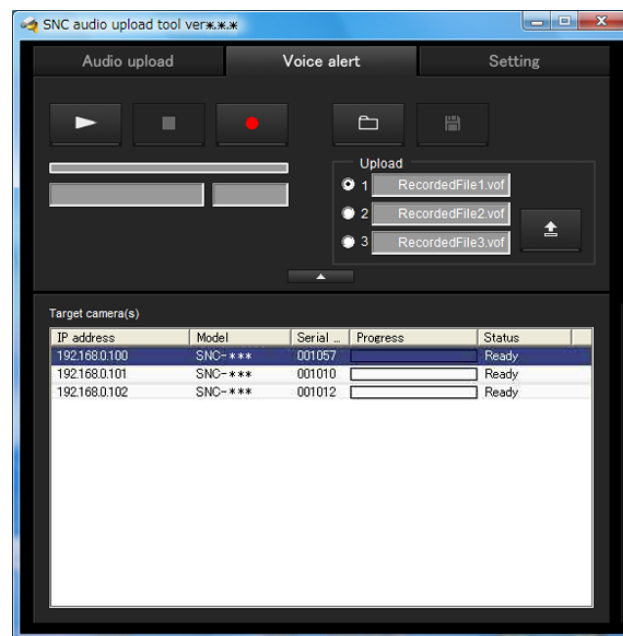 SNC audio upload tool ver*.*.*
Audio upload Voice alert Setting
Upload
1 RecordedFile1.vof
2 RecordedFile2.vof
3 RecordedFile3.vof
Target camera(s)
IP address Model Serial ... Progress Status
192.168.0.100 SNC-*** 001057 Ready
192.168.0.101 SNC-*** 001010 Ready
192.168.0.102 SNC-*** 001012 Ready